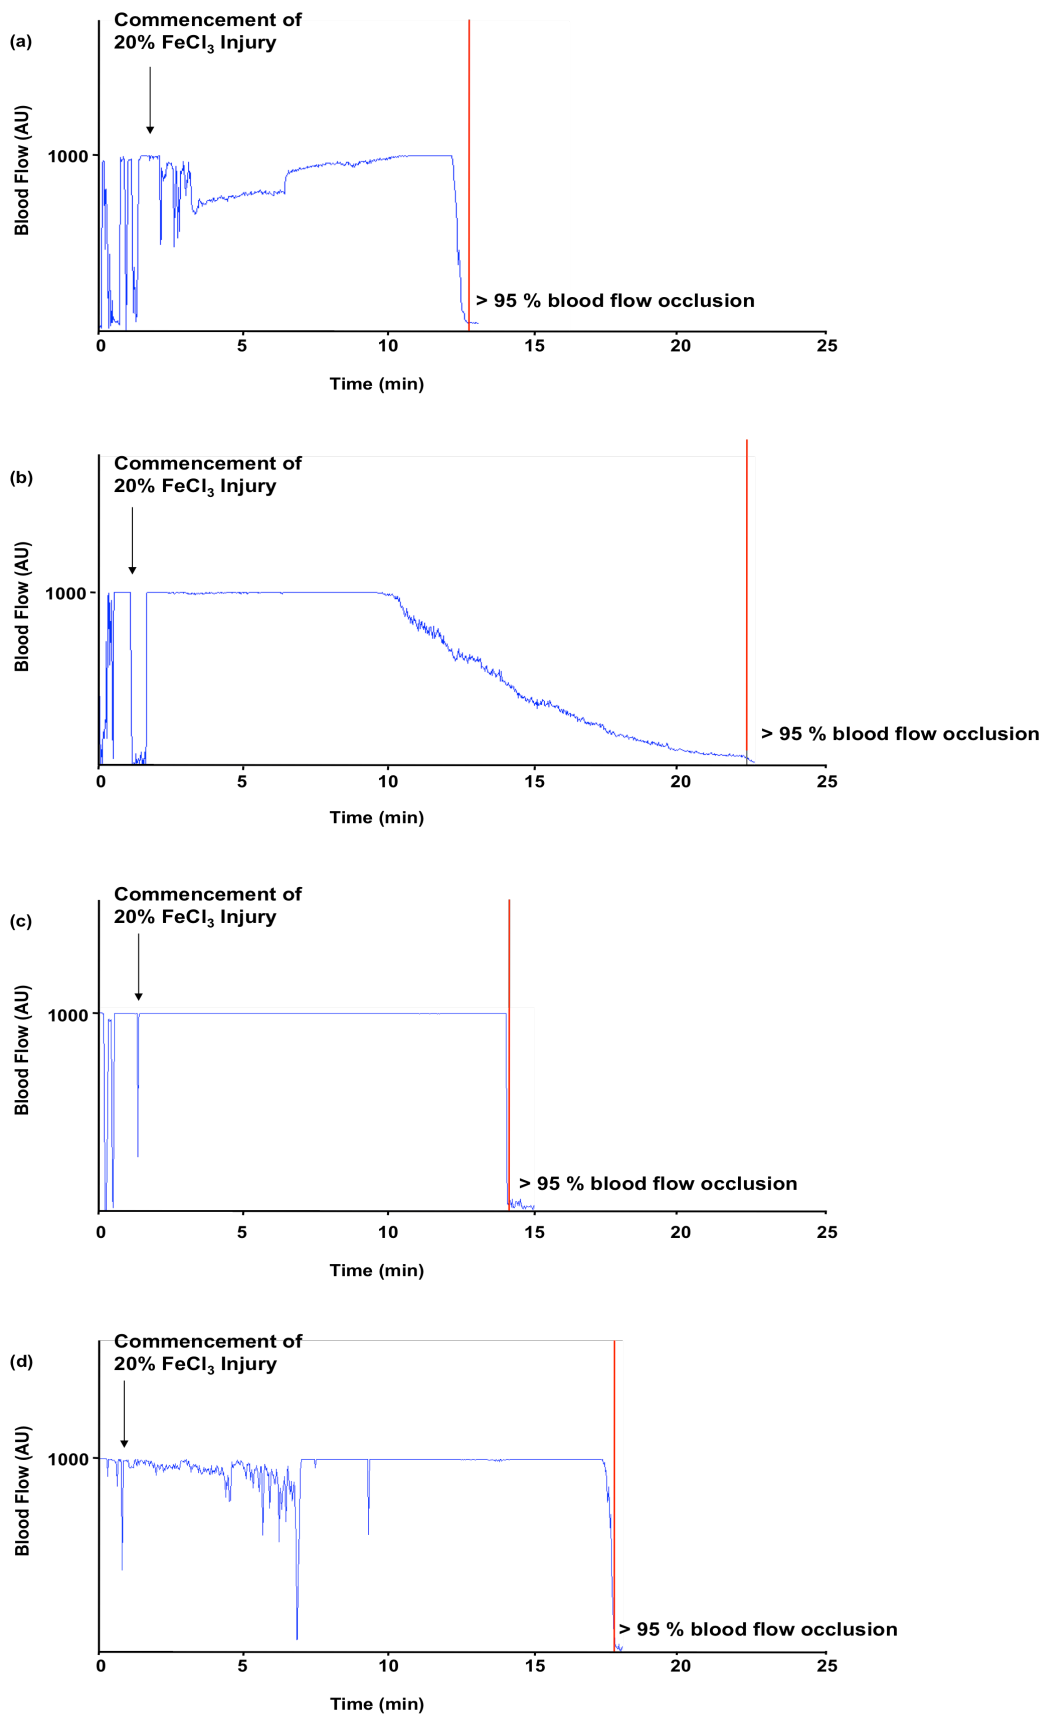 (a)
Commencement of
20% FeCl₃ Injury
Blood Flow (AU)
1000
> 95 % blood flow occlusion
0 5 10 15 20 25
Time (min)
(b)
Commencement of
20% FeCl₃ Injury
Blood Flow (AU)
1000
> 95 % blood flow occlusion
0 5 10 15 20 25
Time (min)
(c)
Commencement of
20% FeCl₃ Injury
Blood Flow (AU)
1000
> 95 % blood flow occlusion
0 5 10 15 20 25
Time (min)
(d)
Commencement of
20% FeCl₃ Injury
Blood Flow (AU)
1000
> 95 % blood flow occlusion
0 5 10 15 20 25
Time (min)